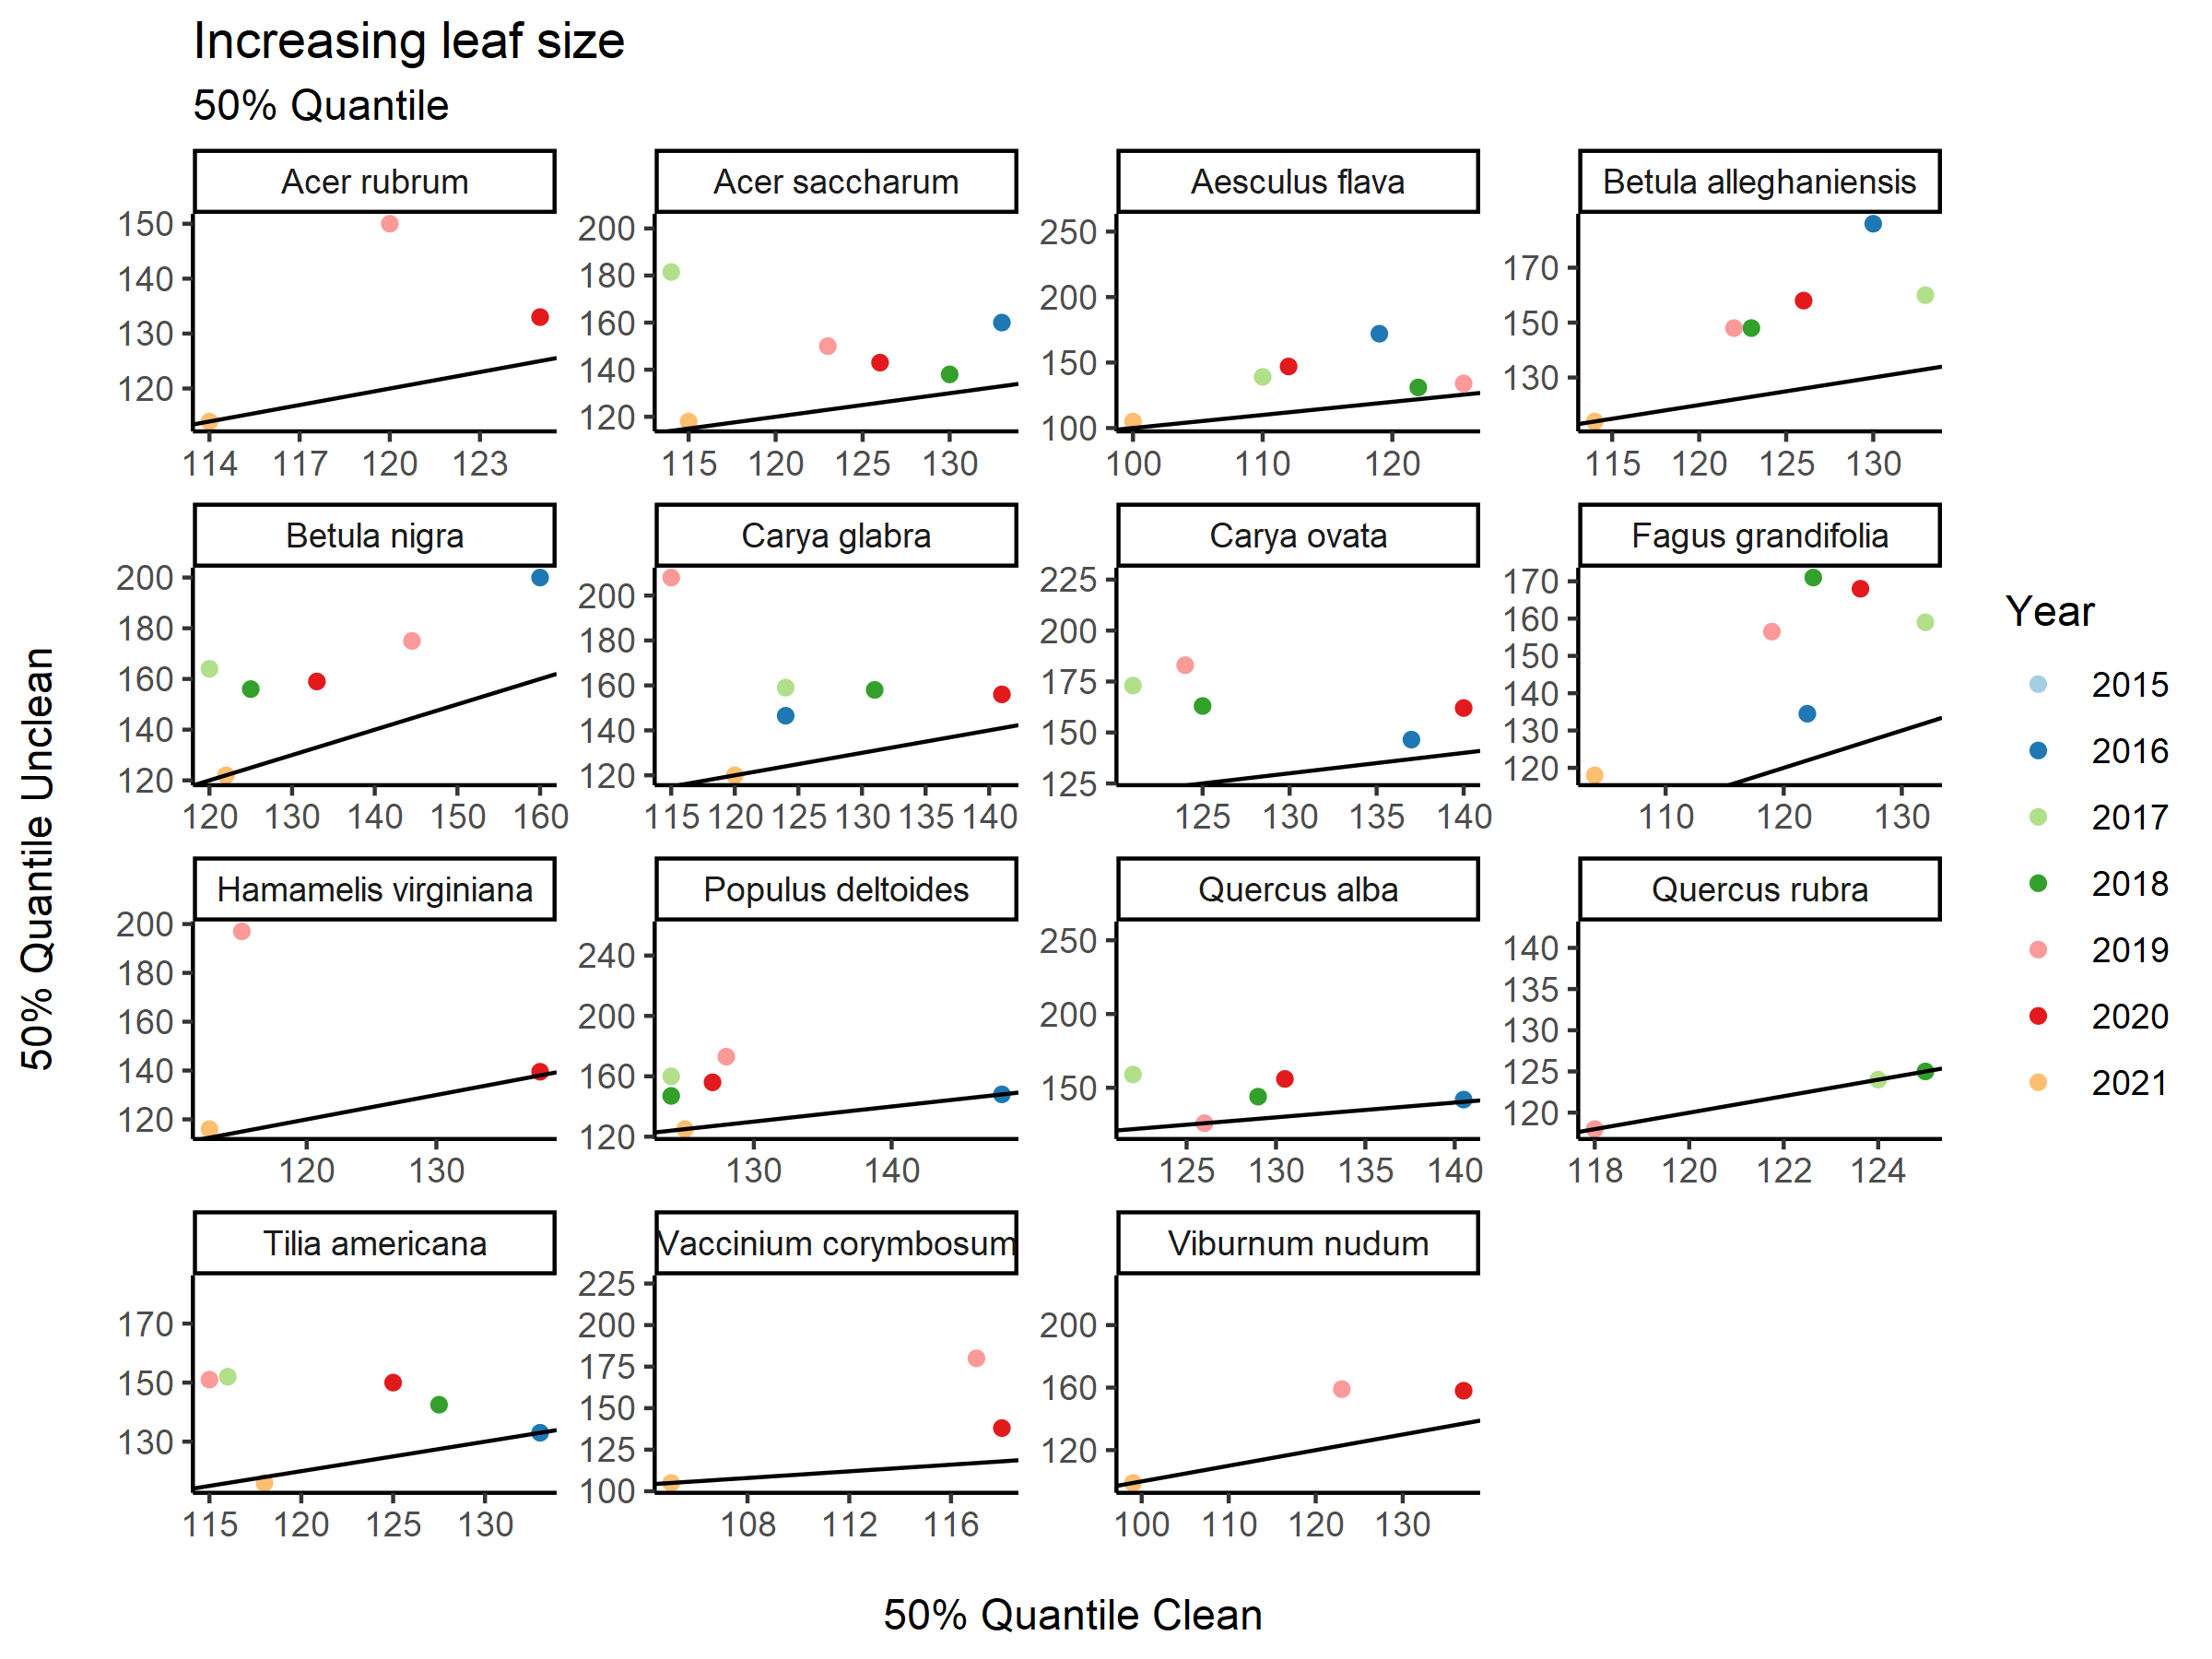 Increasing leaf size
50% Quantile
Acer rubrum
Acer saccharum
Aesculus flava
Betula alleghaniensis
150
140
130
120
114 117 120 123
200
180
160
140
120
115 120 125 130
250
200
150
100
100 110 120
170
150
130
115 120 125 130
Betula nigra
Carya glabra
Carya ovata
Fagus grandifolia
200
180
160
140
120
120 130 140 150 160
200
180
160
140
120
115 120 125 130 135 140
225
200
175
150
125
125 130 135 140
170
160
150
140
130
120
110 120 130
Hamamelis virginiana
Populus deltoides
Quercus alba
Quercus rubra
200
180
160
140
120
120 130
240
200
160
120
130 140
250
200
150
125 130 135 140
140
135
130
125
120
118 120 122 124
Tilia americana
Vaccinium corymbosum
Viburnum nudum
170
150
130
115 120 125 130
225
200
175
150
125
100
108 112 116
200
160
120
100 110 120 130
50% Quantile Unclean
50% Quantile Clean
Year
2015
2016
2017
2018
2019
2020
2021